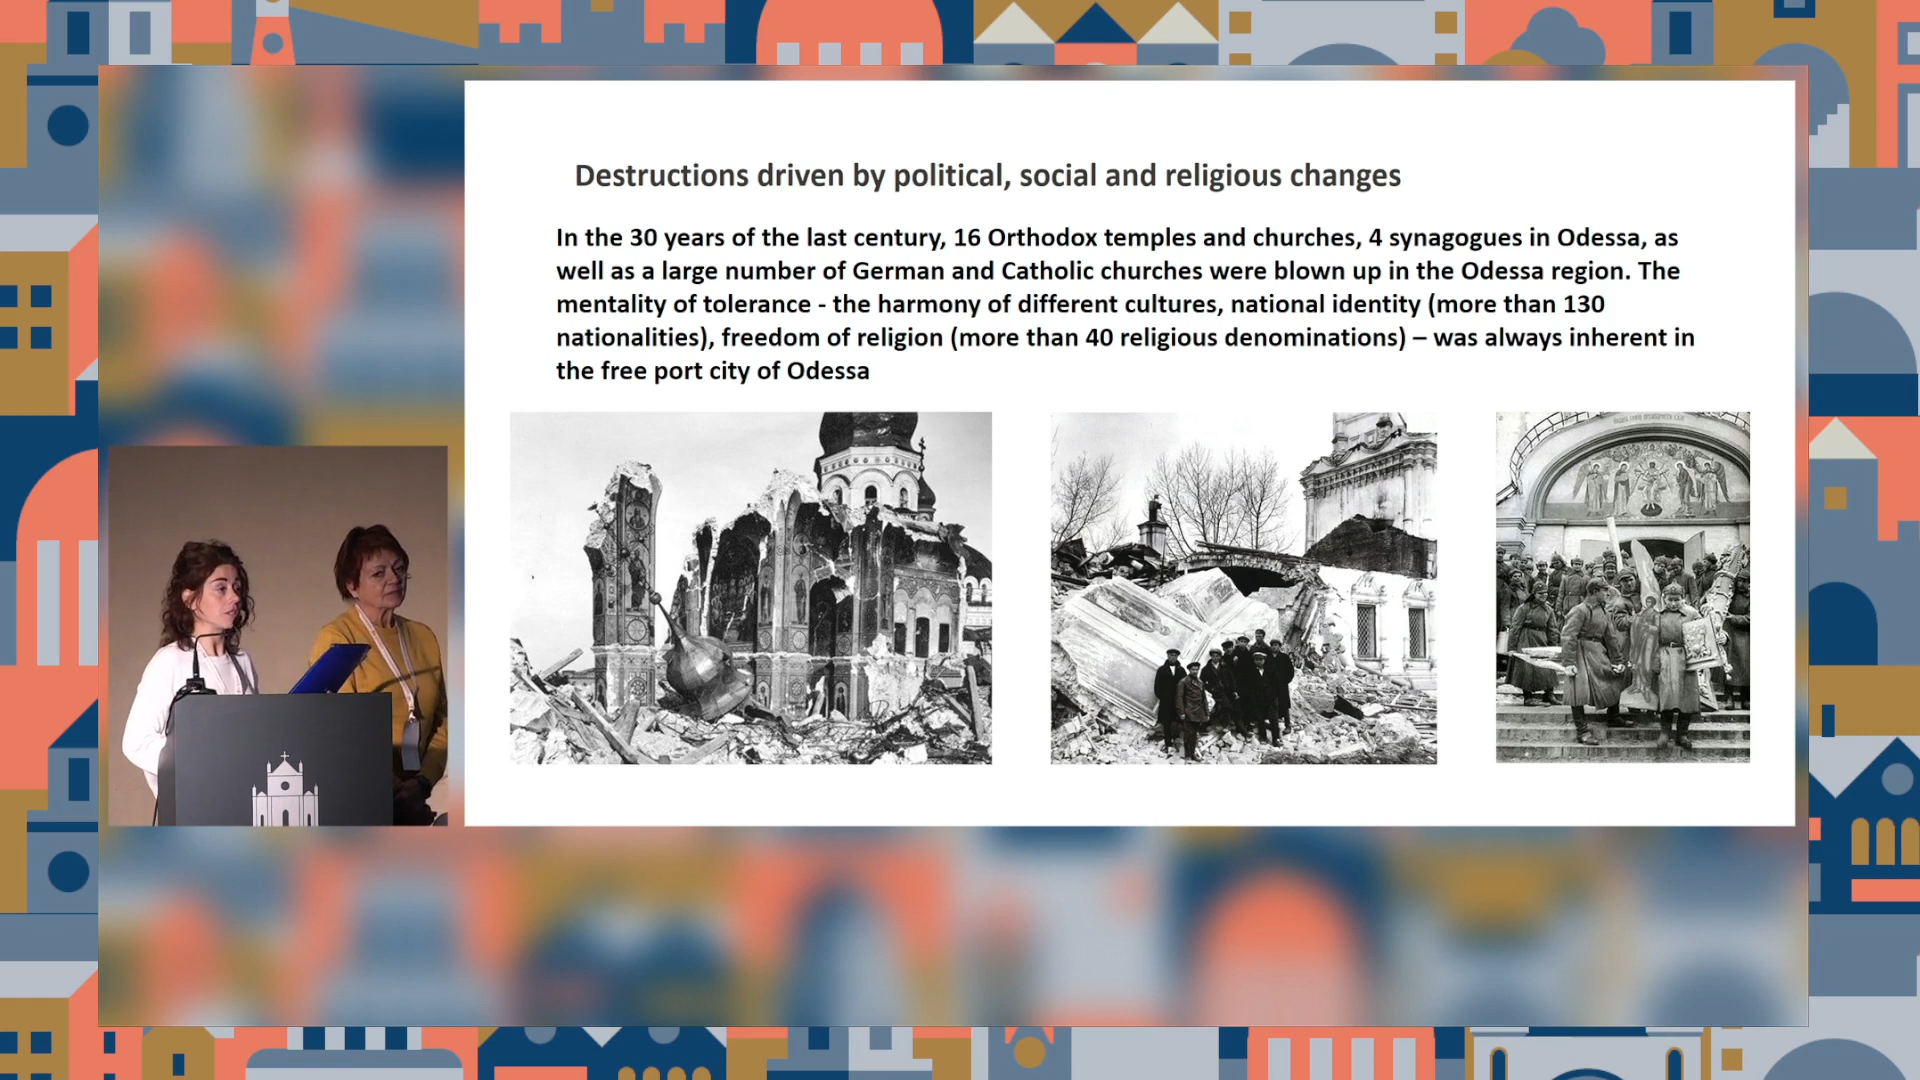 Destructions driven by political, social and religious changes
In the 30 years of the last century, 16 Orthodox temples and churches, 4 synagogues in Odessa, as
well as a large number of German and Catholic churches were blown up in the Odessa region. The
mentality of tolerance - the harmony of different cultures, national identity (more than 130
nationalities), freedom of religion (more than 40 religious denominations) – was always inherent in
the free port city of Odessa